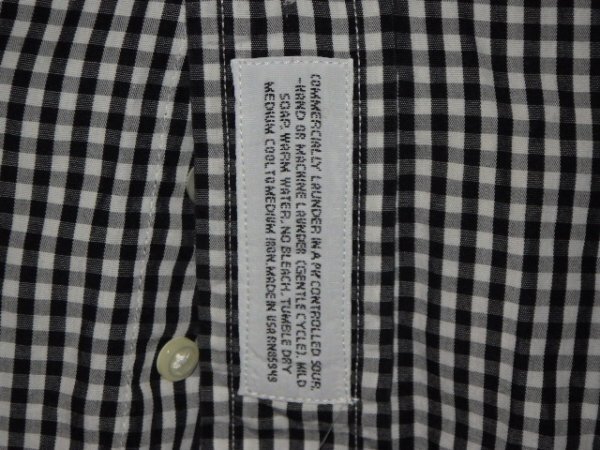 COMMERCIALLY LAUNDER IN A PH CONTROLLED SOUR.
-HAND OR MACHINE LAUNDER (GENTLE CYCLE). MILD
SOAP. WARM WATER. NO BLEACH. TUMBLE DRY
MEDIUM COOL TO MEDIUM IRON. MADE IN USA RN85949